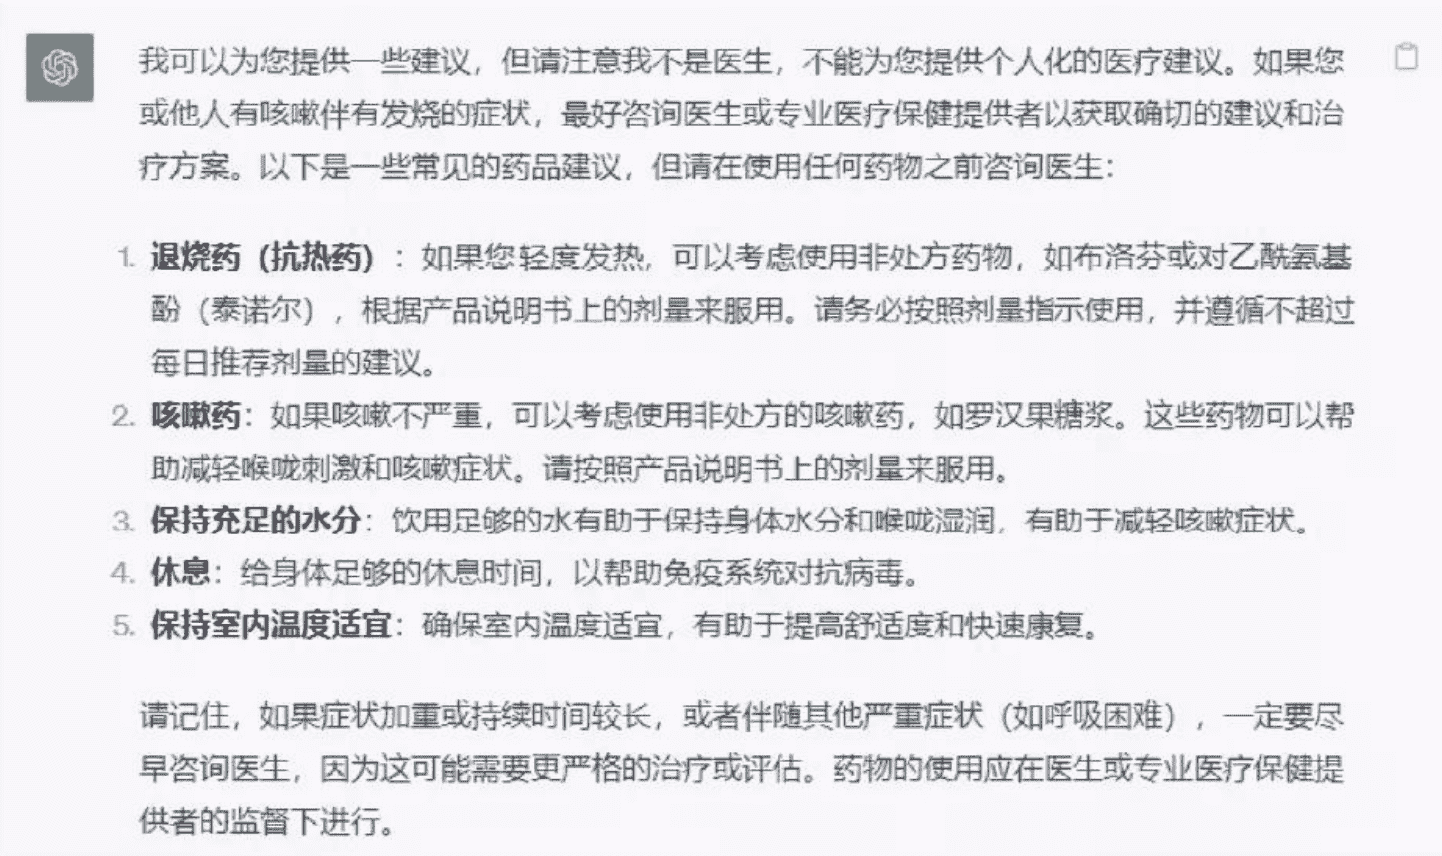 我可以为您提供一些建议，但请注意我不是医生，不能为您提供个人化的医疗建议。如果您
或他人有咳嗽伴有发烧的症状，最好咨询医生或专业医疗保健提供者以获取确切的建议和治
疗方案。以下是一些常见的药品建议，但请在使用任何药物之前咨询医生：
1. 退烧药（抗热药）：如果您轻度发热，可以考虑使用非处方药物，如布洛芬或对乙酰氨基
酚（泰诺尔），根据产品说明书上的剂量来服用。请务必按照剂量指示使用，并遵循不超过
每日推荐剂量的建议。
2. 咳嗽药：如果咳嗽不严重，可以考虑使用非处方的咳嗽药，如罗汉果糖浆。这些药物可以帮
助减轻喉咙刺激和咳嗽症状。请按照产品说明书上的剂量来服用。
3. 保持充足的水分：饮用足够的水有助于保持身体水分和喉咙湿润，有助于减轻咳嗽症状。
4. 休息：给身体足够的休息时间，以帮助免疫系统对抗病毒。
5. 保持室内温度适宜：确保室内温度适宜，有助于提高舒适度和快速康复。
请记住，如果症状加重或持续时间较长，或者伴随其他严重症状（如呼吸困难），一定要尽
早咨询医生，因为这可能需要更严格的治疗或评估。药物的使用应在医生或专业医疗保健提
供者的监督下进行。